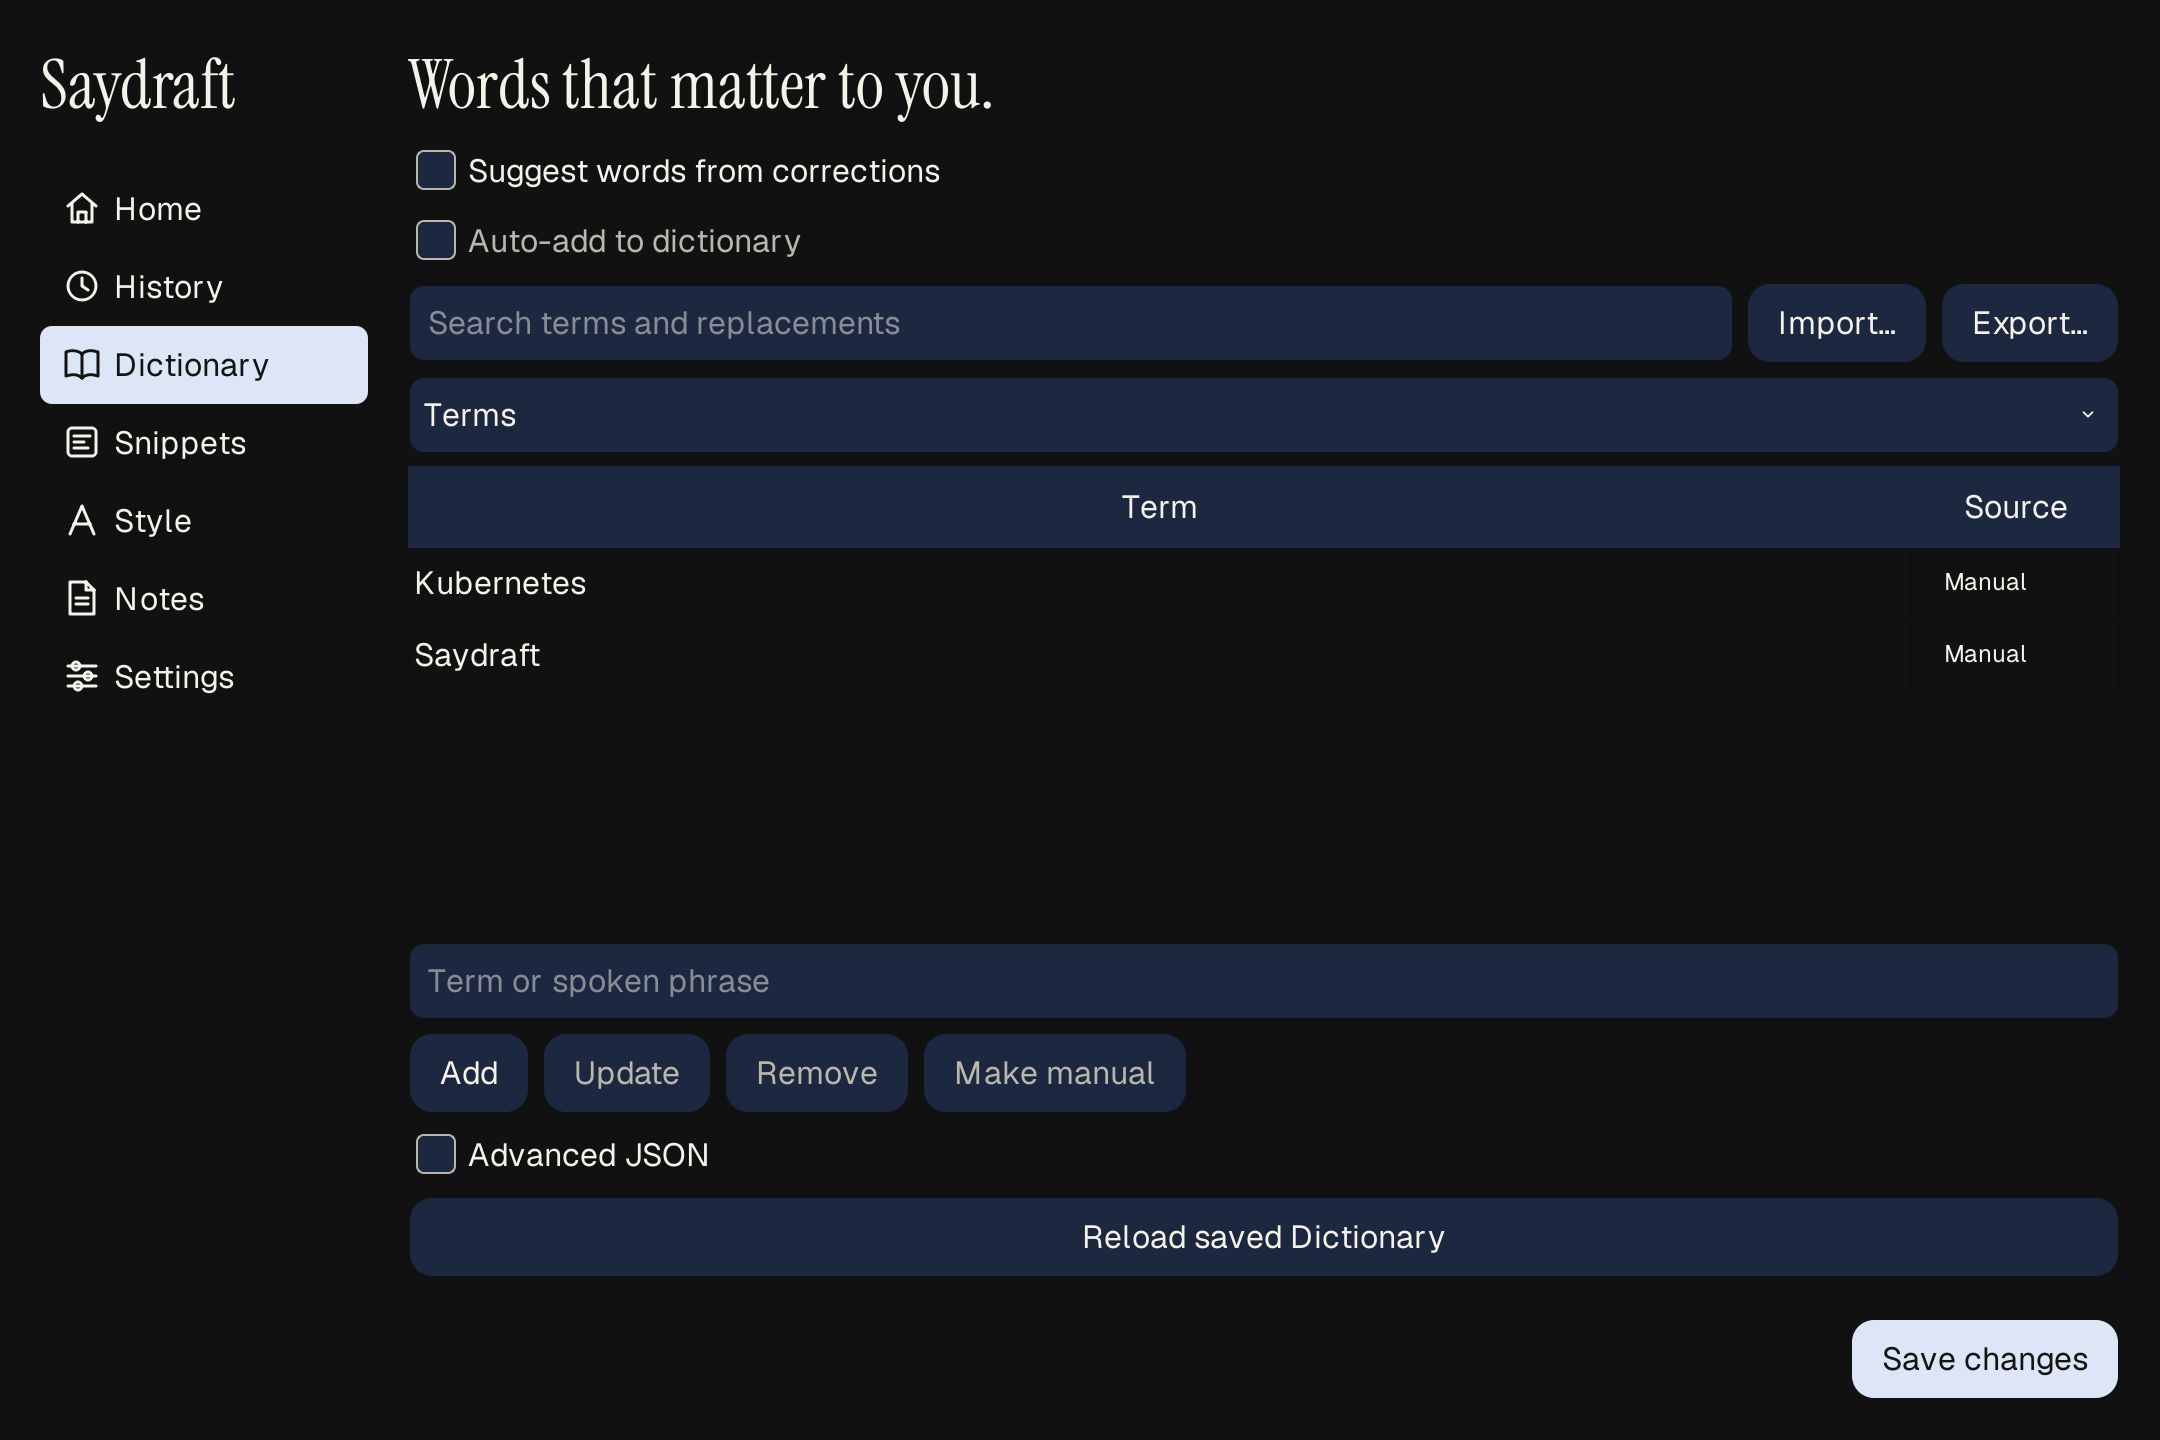 Saydraft
Home
History
Dictionary
Snippets
Style
Notes
Settings
Words that matter to you.
Suggest words from corrections
Auto-add to dictionary
Search terms and replacements
Import…
Export…
Terms
Term Source
Kubernetes Manual
Saydraft Manual
Term or spoken phrase
Add Update Remove Make manual
Advanced JSON
Reload saved Dictionary
Save changes